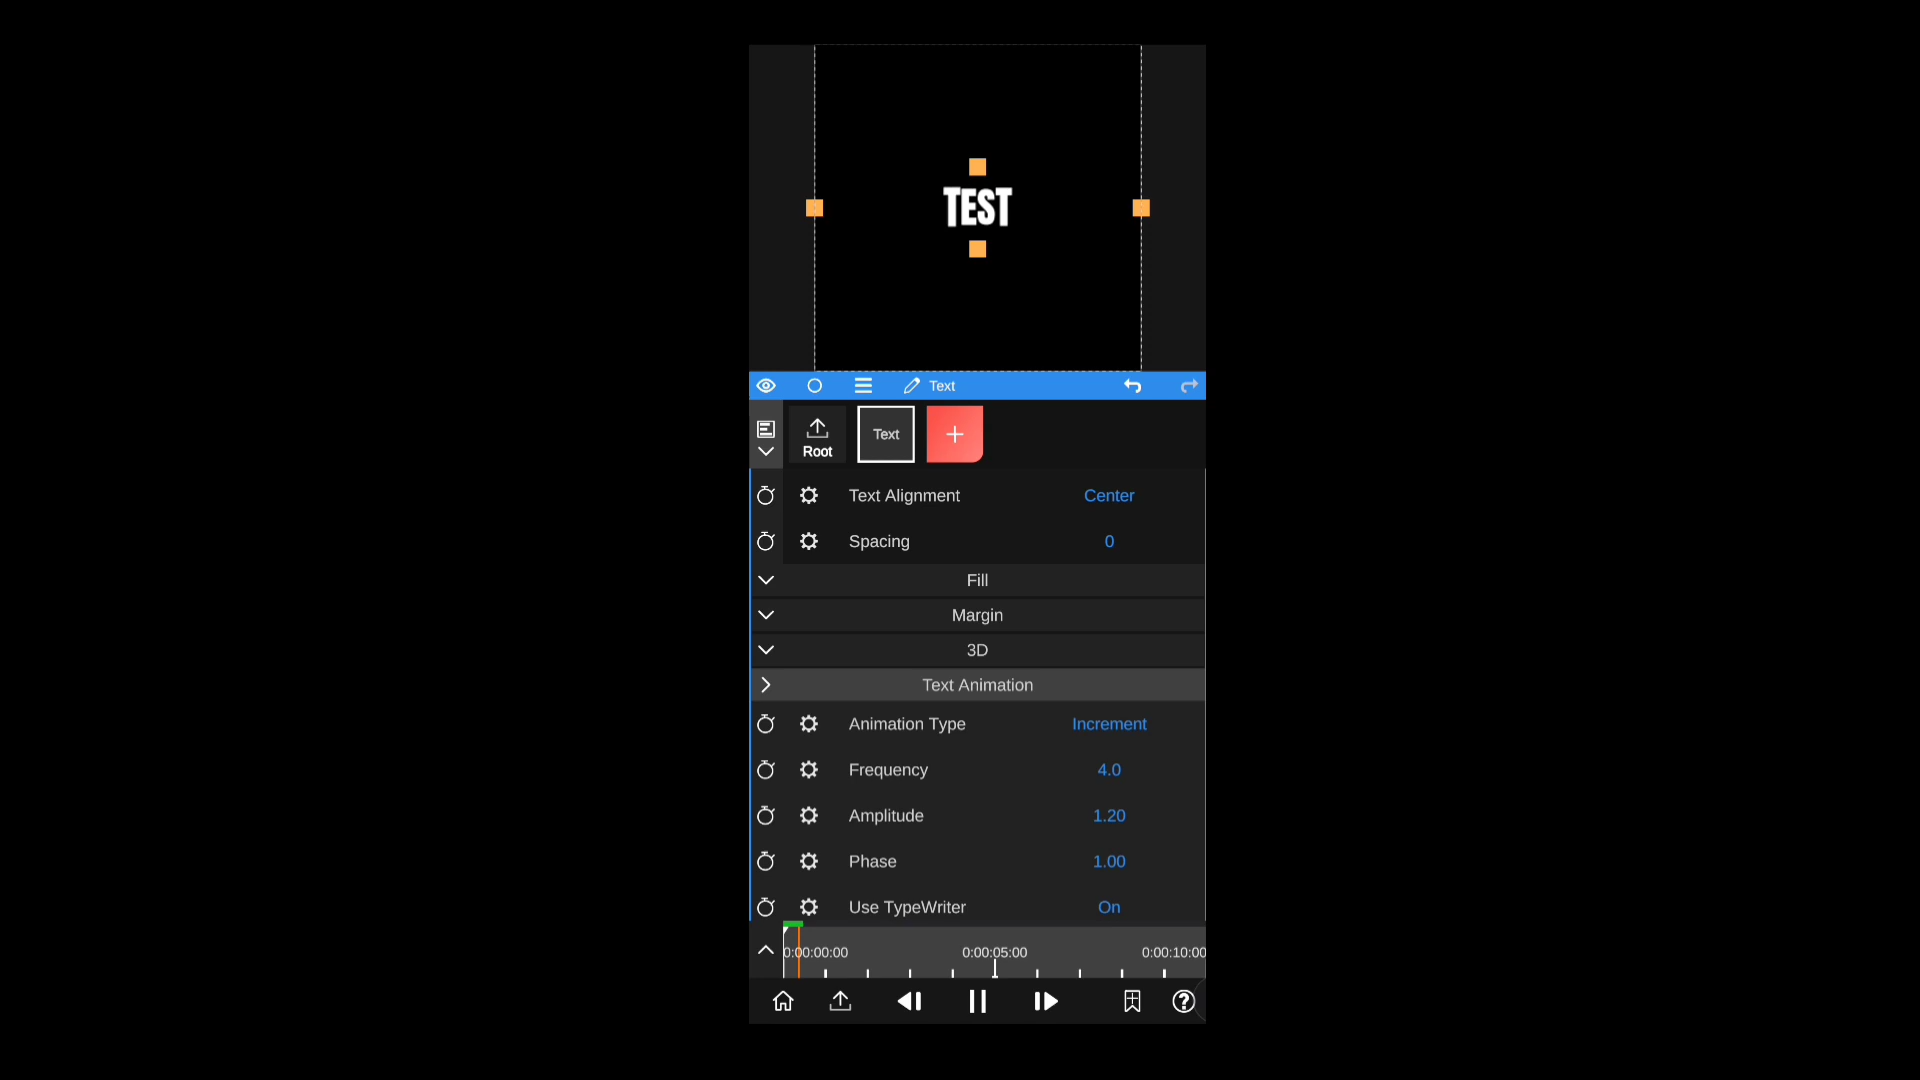 TEST
Text
Root
Text
Text Alignment
Center
Spacing
0
Fill
Margin
3D
Text Animation
Animation Type
Increment
Frequency
4.0
Amplitude
1.20
Phase
1.00
Use TypeWriter
On
0:00:00:00
0:00:05:00
0:00:10:00